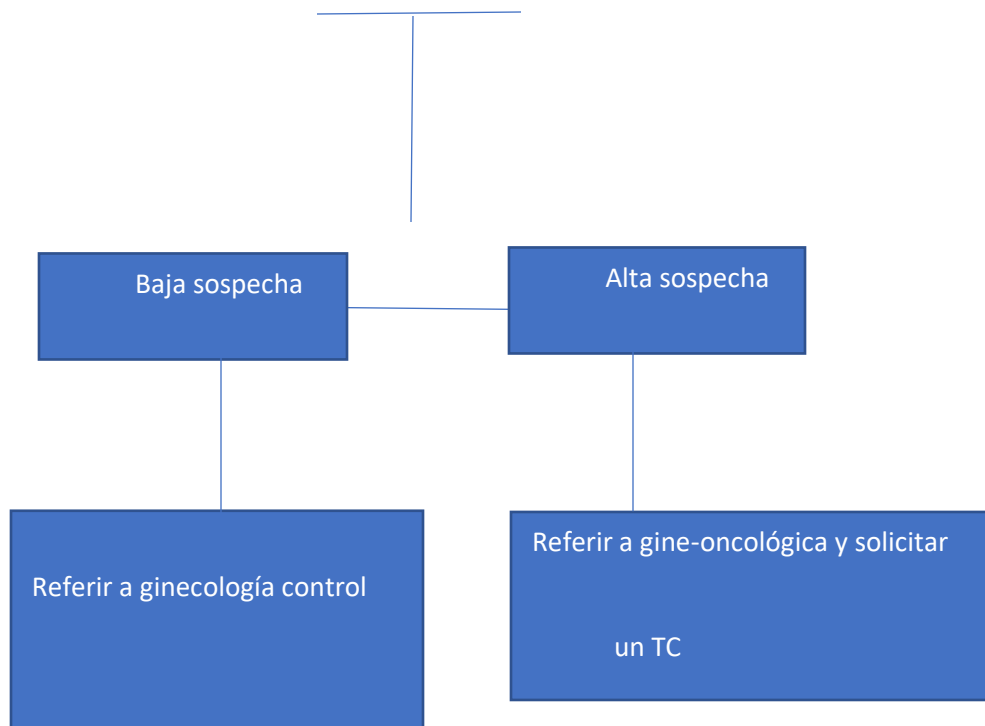 Baja sospecha
Alta sospecha
Referir a ginecología control
Referir a gine-oncológica y solicitar
un TC